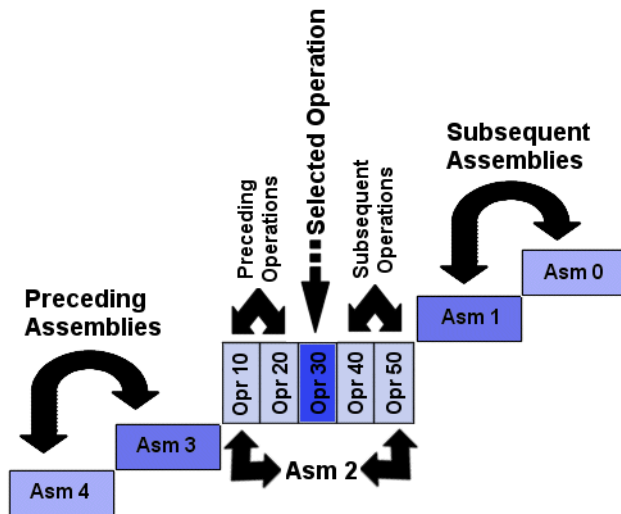 Selected Operation
Subsequent
Assemblies
Preceding
Operations
Subsequent
Operations
Asm 0
Preceding
Assemblies
Asm 1
Opr 10
Opr 20
Opr 30
Opr 40
Opr 50
Asm 3
Asm 2
Asm 4